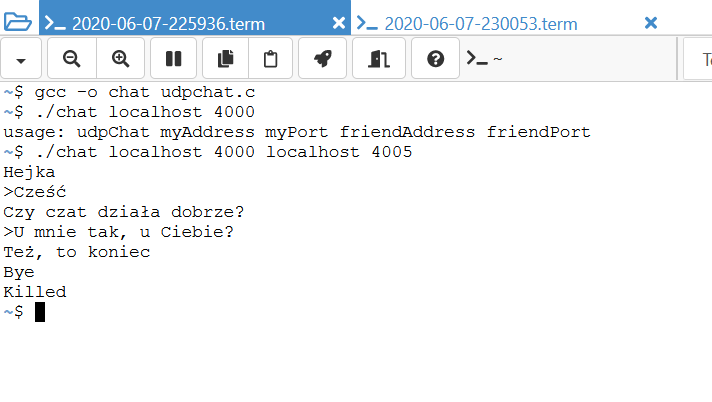 2020-06-07-225936.term
2020-06-07-230053.term
~
~$ gcc -o chat udpchat.c
~$ ./chat localhost 4000
usage: udpChat myAddress myPort friendAddress friendPort
~$ ./chat localhost 4000 localhost 4005
Hejka
>Cześć
Czy czat działa dobrze?
>U mnie tak, u Ciebie?
Też, to koniec
Bye
Killed
~$